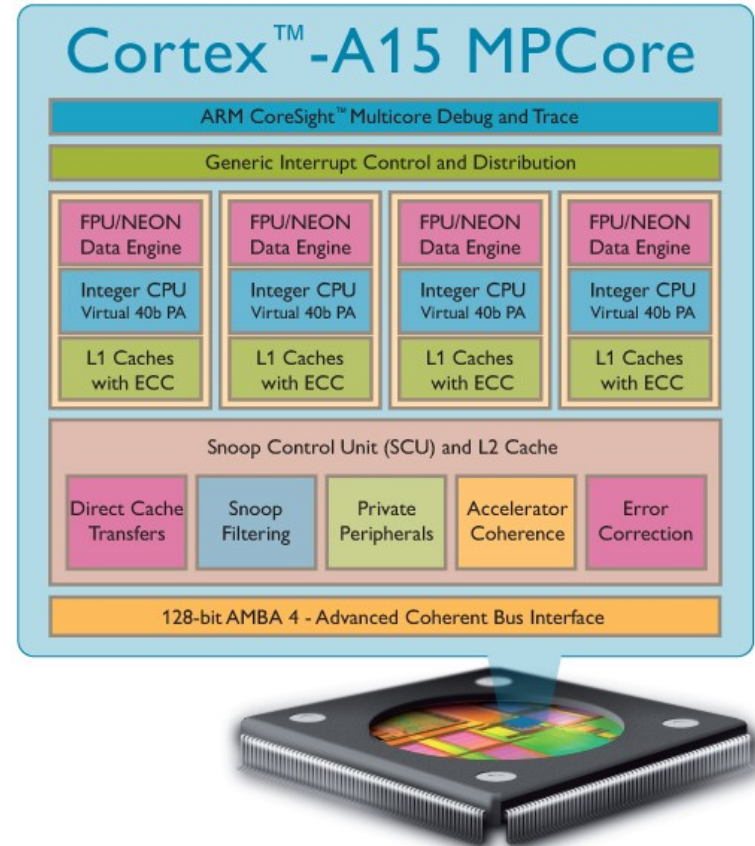 Cortex™-A15 MPCore
ARM CoreSight™ Multicore Debug and Trace
Generic Interrupt Control and Distribution
FPU/NEON
Data Engine
Integer CPU
Virtual 40b PA
L1 Caches
with ECC
FPU/NEON
Data Engine
Integer CPU
Virtual 40b PA
L1 Caches
with ECC
FPU/NEON
Data Engine
Integer CPU
Virtual 40b PA
L1 Caches
with ECC
FPU/NEON
Data Engine
Integer CPU
Virtual 40b PA
L1 Caches
with ECC
Snoop Control Unit (SCU) and L2 Cache
Direct Cache
Transfers
Snoop
Filtering
Private
Peripherals
Accelerator
Coherence
Error
Correction
128-bit AMBA 4 - Advanced Coherent Bus Interface